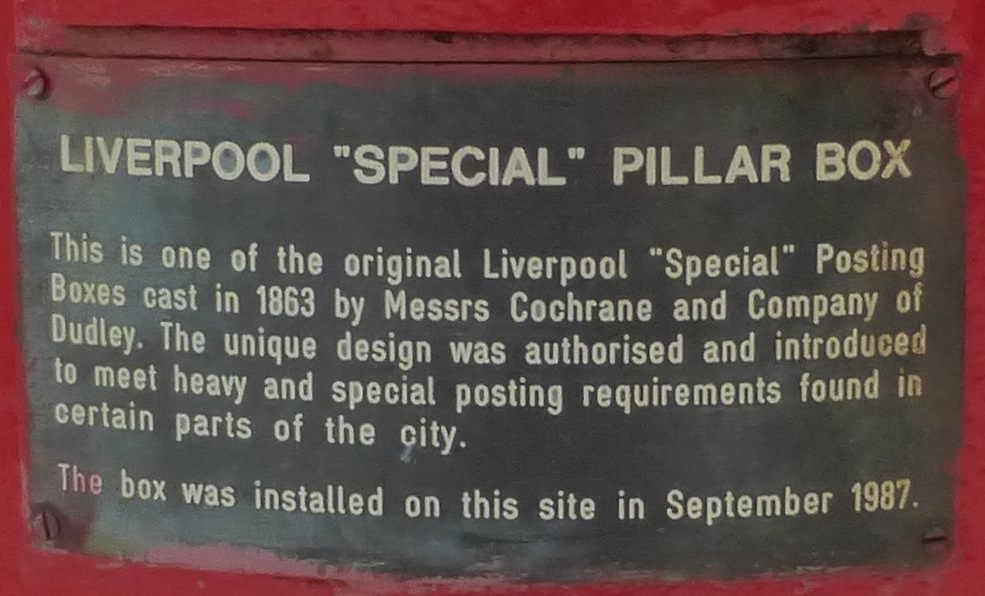 LIVERPOOL "SPECIAL" PILLAR BOX
This is one of the original Liverpool "Special" Posting
Boxes cast in 1863 by Messrs Cochrane and Company of
Dudley. The unique design was authorised and introduced
to meet heavy and special posting requirements found in
certain parts of the city.
The box was installed on this site in September 1987.